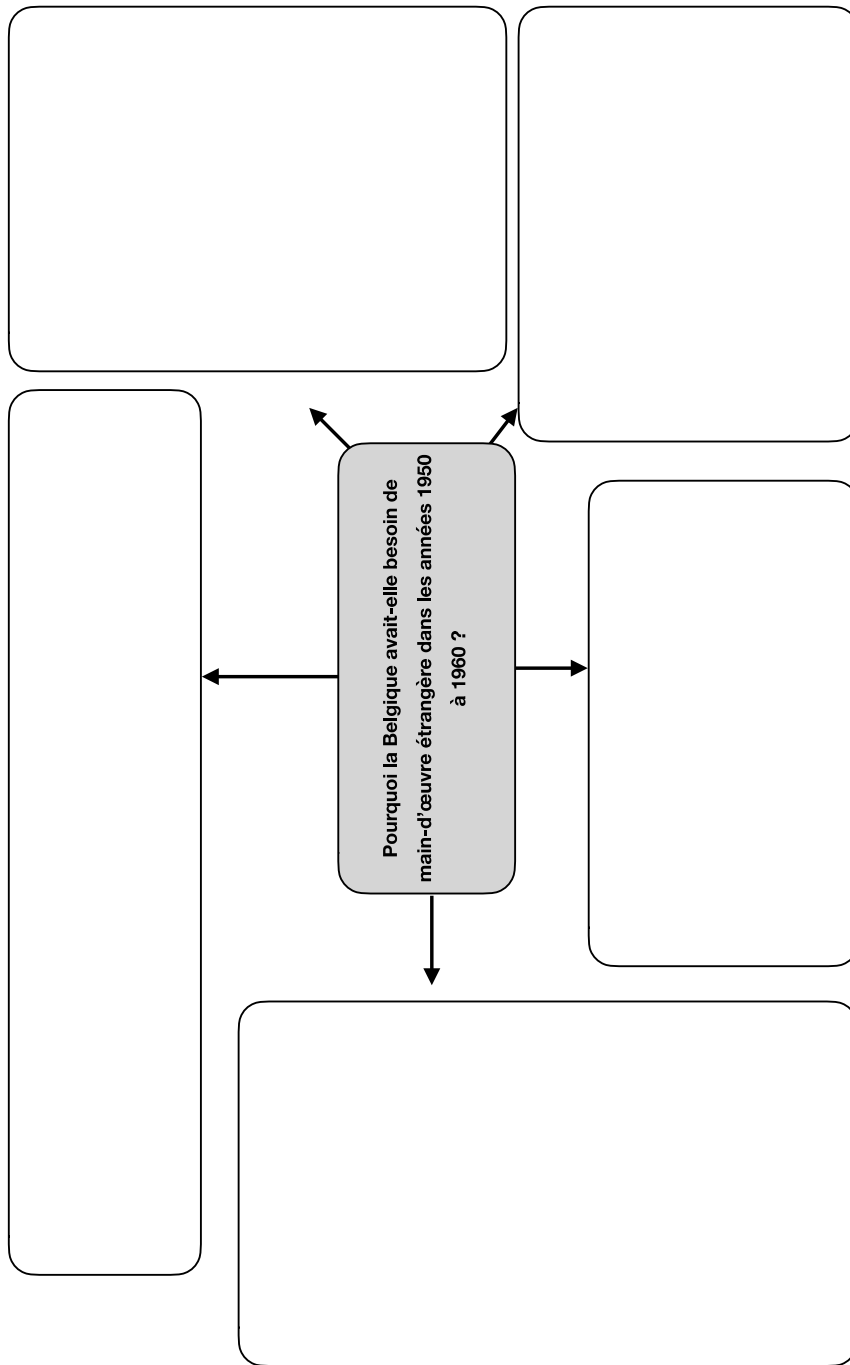 Pourquoi la Belgique avait-elle besoin de
main-d'œuvre étrangère dans les années 1950
à 1960 ?